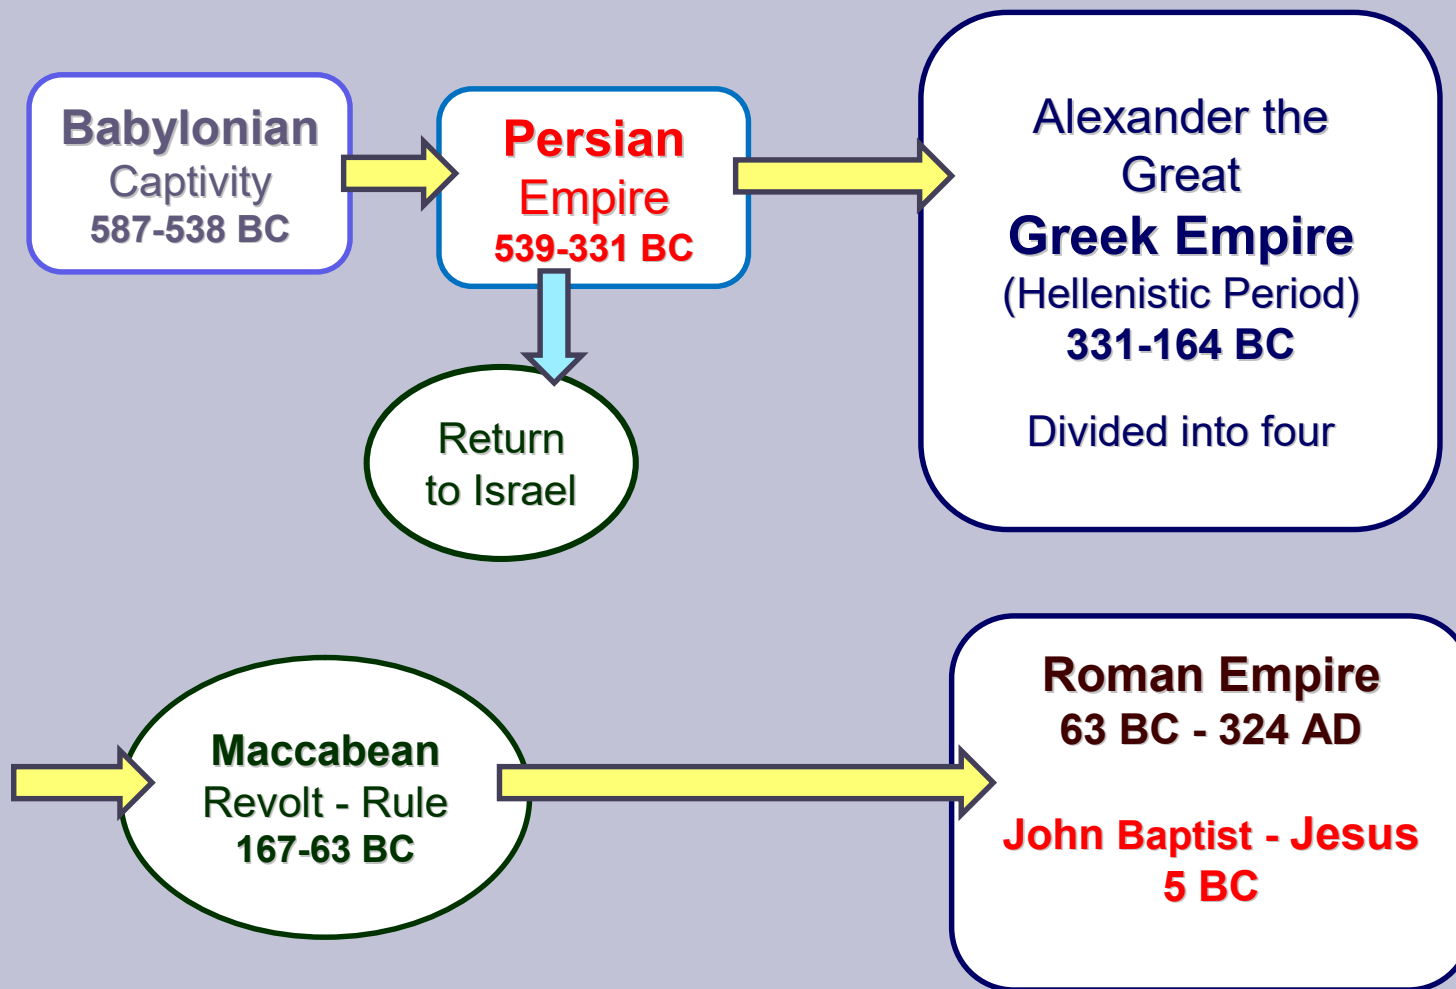 Babylonian
Captivity
587-538 BC
Persian
Empire
539-331 BC
Alexander the
Great
Greek Empire
(Hellenistic Period)
331-164 BC
Divided into four
Return
to Israel
Maccabean
Revolt - Rule
167-63 BC
Roman Empire
63 BC - 324 AD
John Baptist - Jesus
5 BC